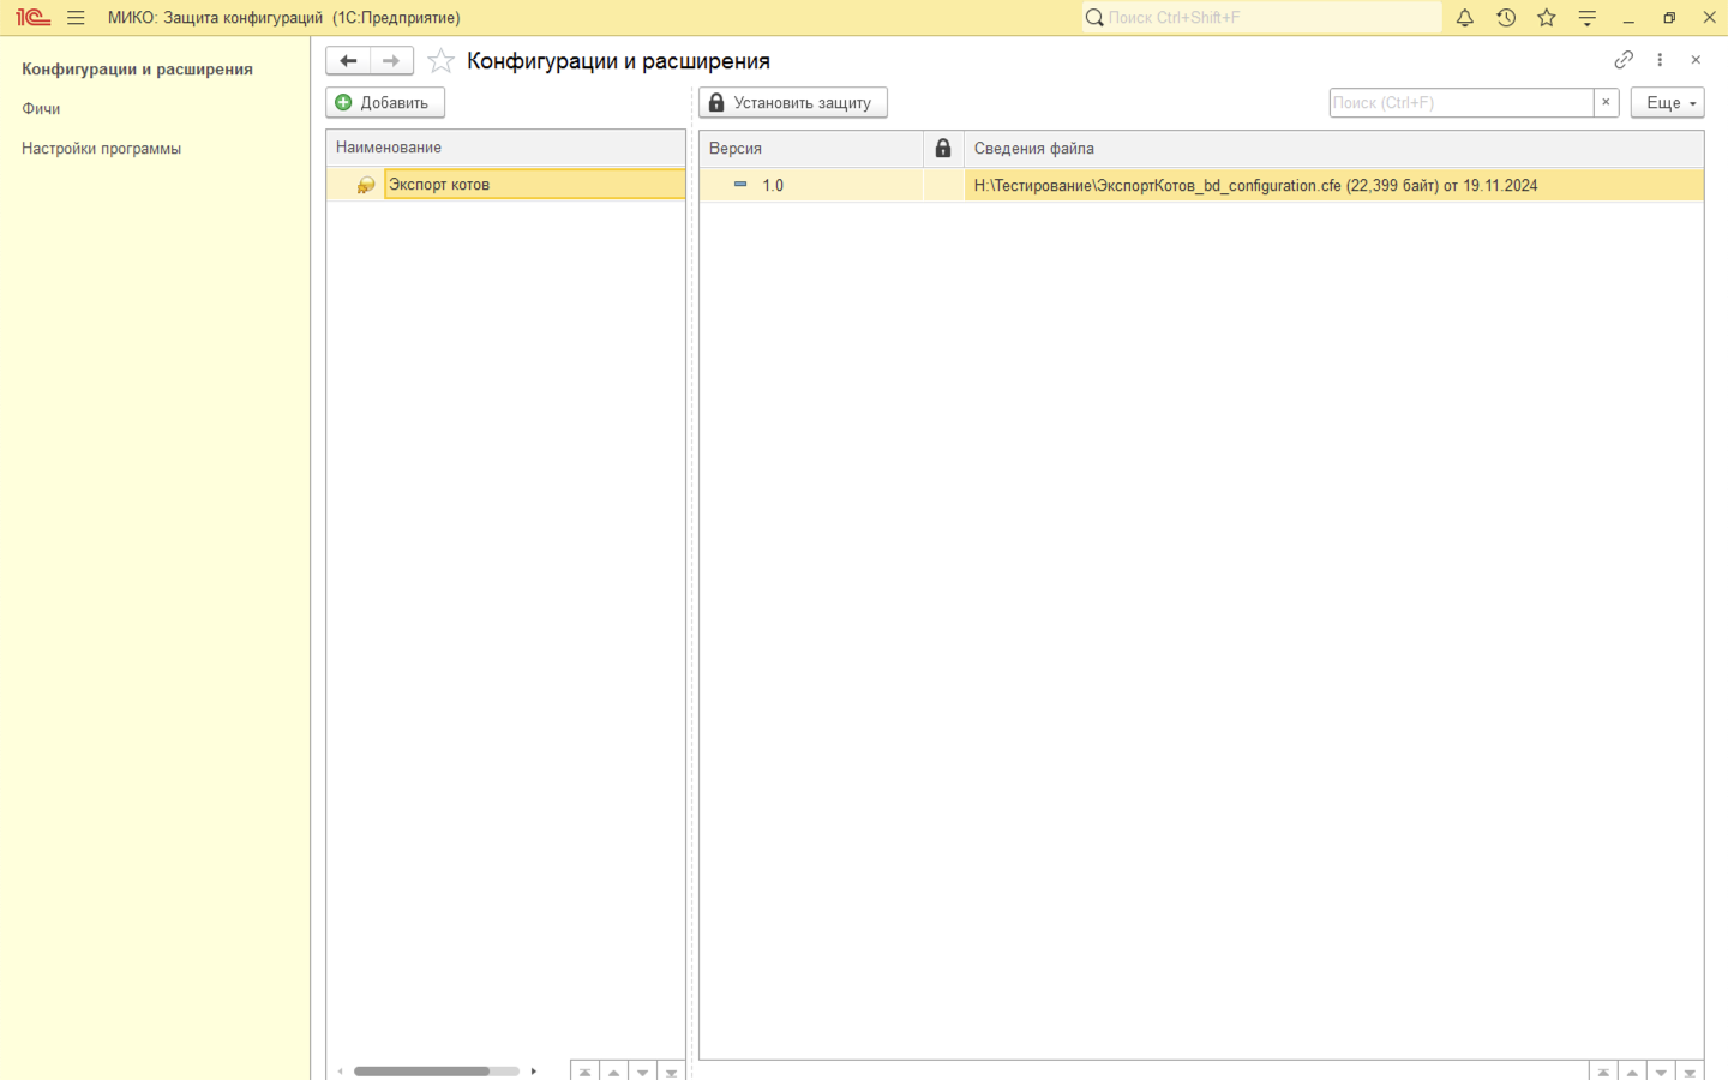 МИКО: Защита конфигураций (1С:Предприятие)
Поиск Ctrl+Shift+F
Конфигурации и расширения
Фичи
Настройки программы
Конфигурации и расширения
Добавить
Установить защиту
Поиск (Ctrl+F)
Еще
Наименование
Экспорт котов
Версия
Сведения файла
1.0
H:\Тестирование\ЭкспортКотов_bd_configuration.cfe (22,399 байт) от 19.11.2024